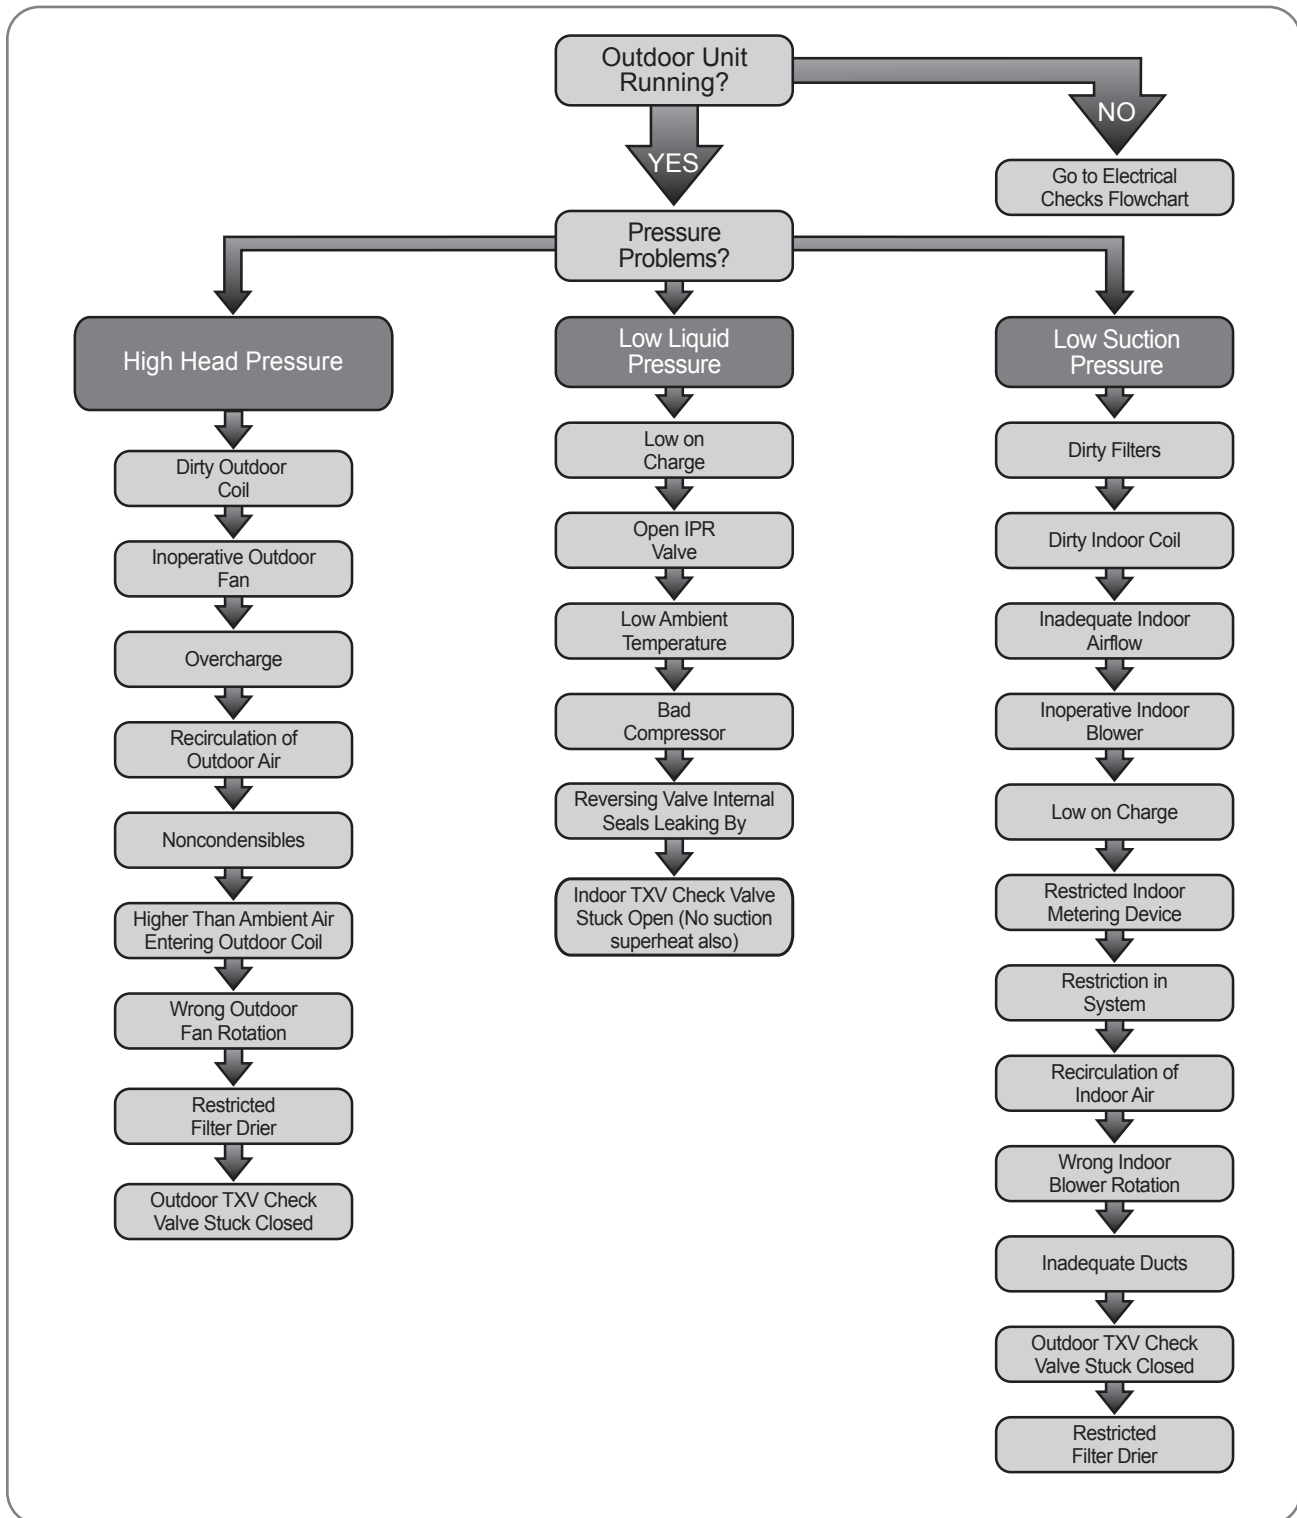 Outdoor Unit
Running?
NO
YES
Go to Electrical
Checks Flowchart
Pressure
Problems?
High Head Pressure
Dirty Outdoor
Coil
Inoperative Outdoor
Fan
Overcharge
Recirculation of
Outdoor Air
Noncondensibles
Higher Than Ambient Air
Entering Outdoor Coil
Wrong Outdoor
Fan Rotation
Restricted
Filter Drier
Outdoor TXV Check
Valve Stuck Closed
Low Liquid
Pressure
Low on
Charge
Open IPR
Valve
Low Ambient
Temperature
Bad
Compressor
Reversing Valve Internal
Seals Leaking By
Indoor TXV Check Valve
Stuck Open (No suction
superheat also)
Low Suction
Pressure
Dirty Filters
Dirty Indoor Coil
Inadequate Indoor
Airflow
Inoperative Indoor
Blower
Low on Charge
Restricted Indoor
Metering Device
Restriction in
System
Recirculation of
Indoor Air
Wrong Indoor
Blower Rotation
Inadequate Ducts
Outdoor TXV Check
Valve Stuck Closed
Restricted
Filter Drier